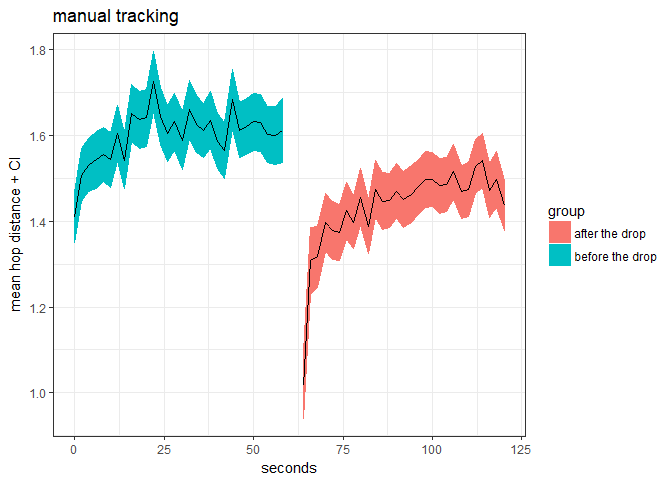 manual tracking
mean hop distance + CI
1.8
1.6
1.4
1.2
1.0
0
25
50
75
100
125
seconds
group
after the drop
before the drop